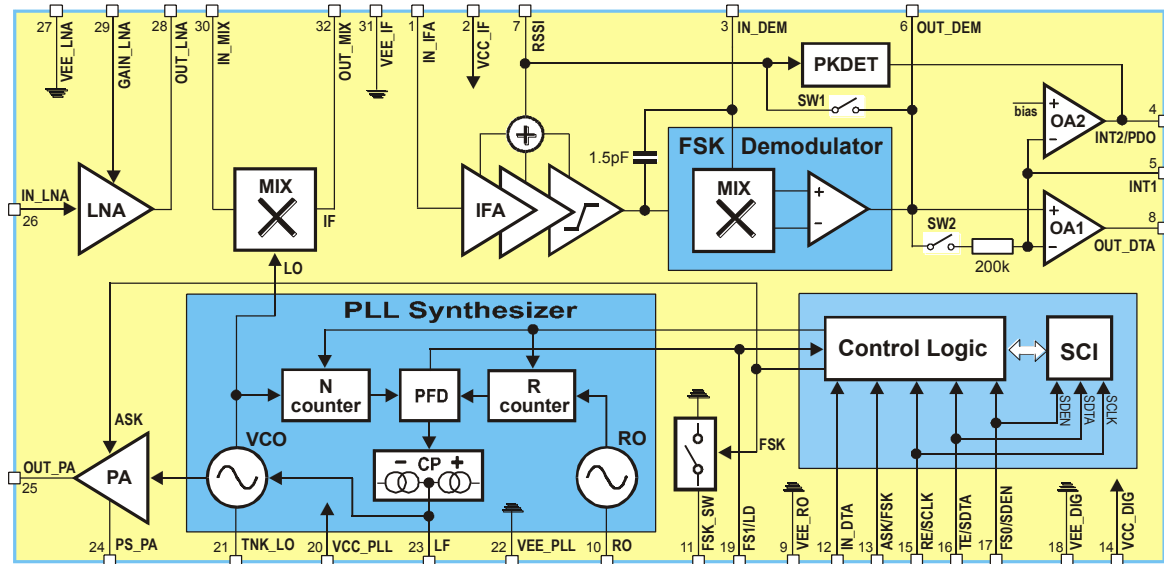 27 29 28 30 32 31 1 2 7 3 6
VEE_LNA
GAIN_LNA
OUT_LNA
IN_MIX
OUT_MIX
VEE_IF
IN_IFA
VCC_IF
RSSI
IN_DEM
OUT_DEM
PKDET
SW1
bias
+
−
OA2
4
INT2/PDO
1.5pF
FSK Demodulator
5
INT1
IN_LNA
26
LNA
MIX
IF
LO
IFA
MIX
+
−
SW2
200k
+
−
OA1
8
OUT_DTA
PLL Synthesizer
N
counter
PFD
R
counter
Control Logic
SCI
SDEN
SDTA
SCLK
ASK
VCO
− CP +
RO
FSK
OUT_PA
25
PA
24
PS_PA
21
TNK_LO
20
VCC_PLL
23
LF
22
VEE_PLL
10
RO
11
FSK_SW
19
FS1/LD
9
VEE_RO
12
IN_DTA
13
ASK/FSK
15
RE/SCLK
16
TE/SDTA
17
FS0/SDEN
18
VEE_DIG
14
VCC_DIG